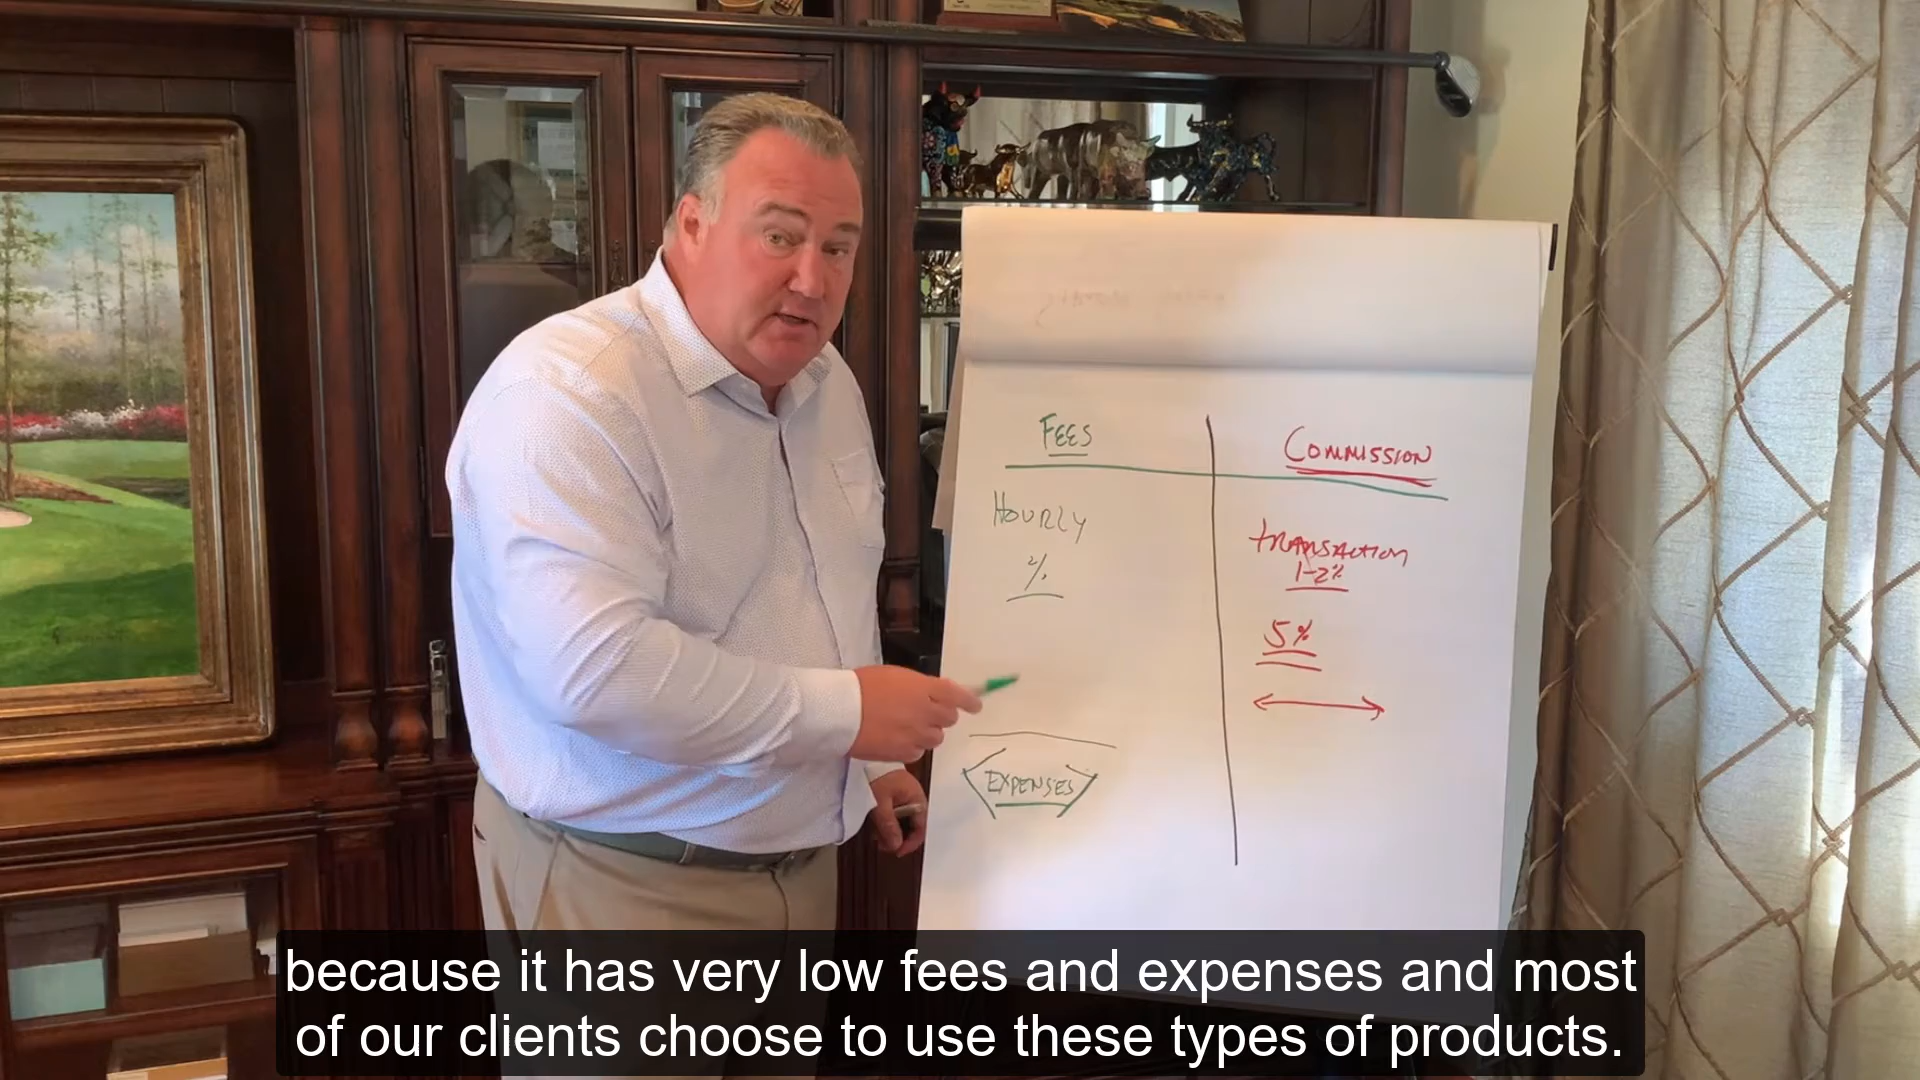 FEES
COMMISSION
HOURLY
%
TRANSACTION
1-2%
5%
EXPENSES
because it has very low fees and expenses and most
of our clients choose to use these types of products.